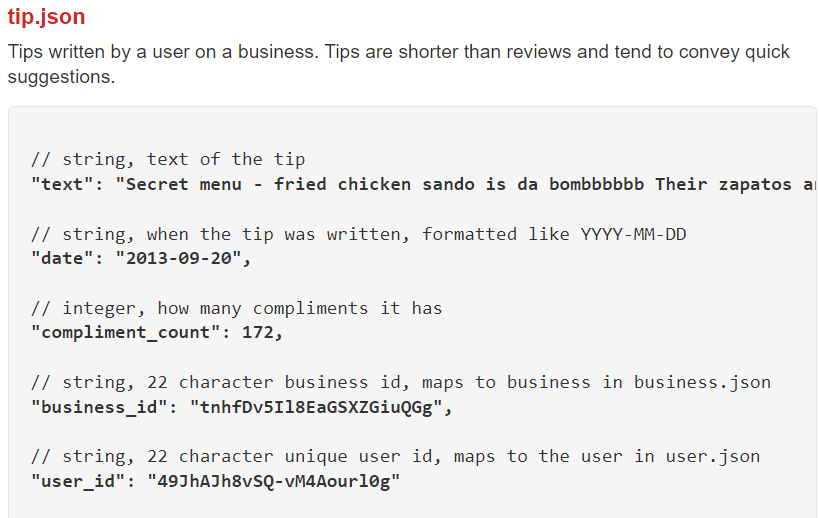 tip.json
Tips written by a user on a business. Tips are shorter than reviews and tend to convey quick
suggestions.
// string, text of the tip
"text": "Secret menu - fried chicken sando is da bombbbbbb Their zapatos
// string, when the tip was written, formatted like YYYY-MM-DD
"date": "2013-09-20",
// integer, how many compliments it has
"compliment_count": 172,
// string, 22 character business id, maps to business in business.json
"business_id": "tnhfDv5Il8EaGSXZGiuQGg",
// string, 22 character unique user id, maps to the user in user.json
"user_id": "49JhAJh8vSQ-vM4Aourl0g"